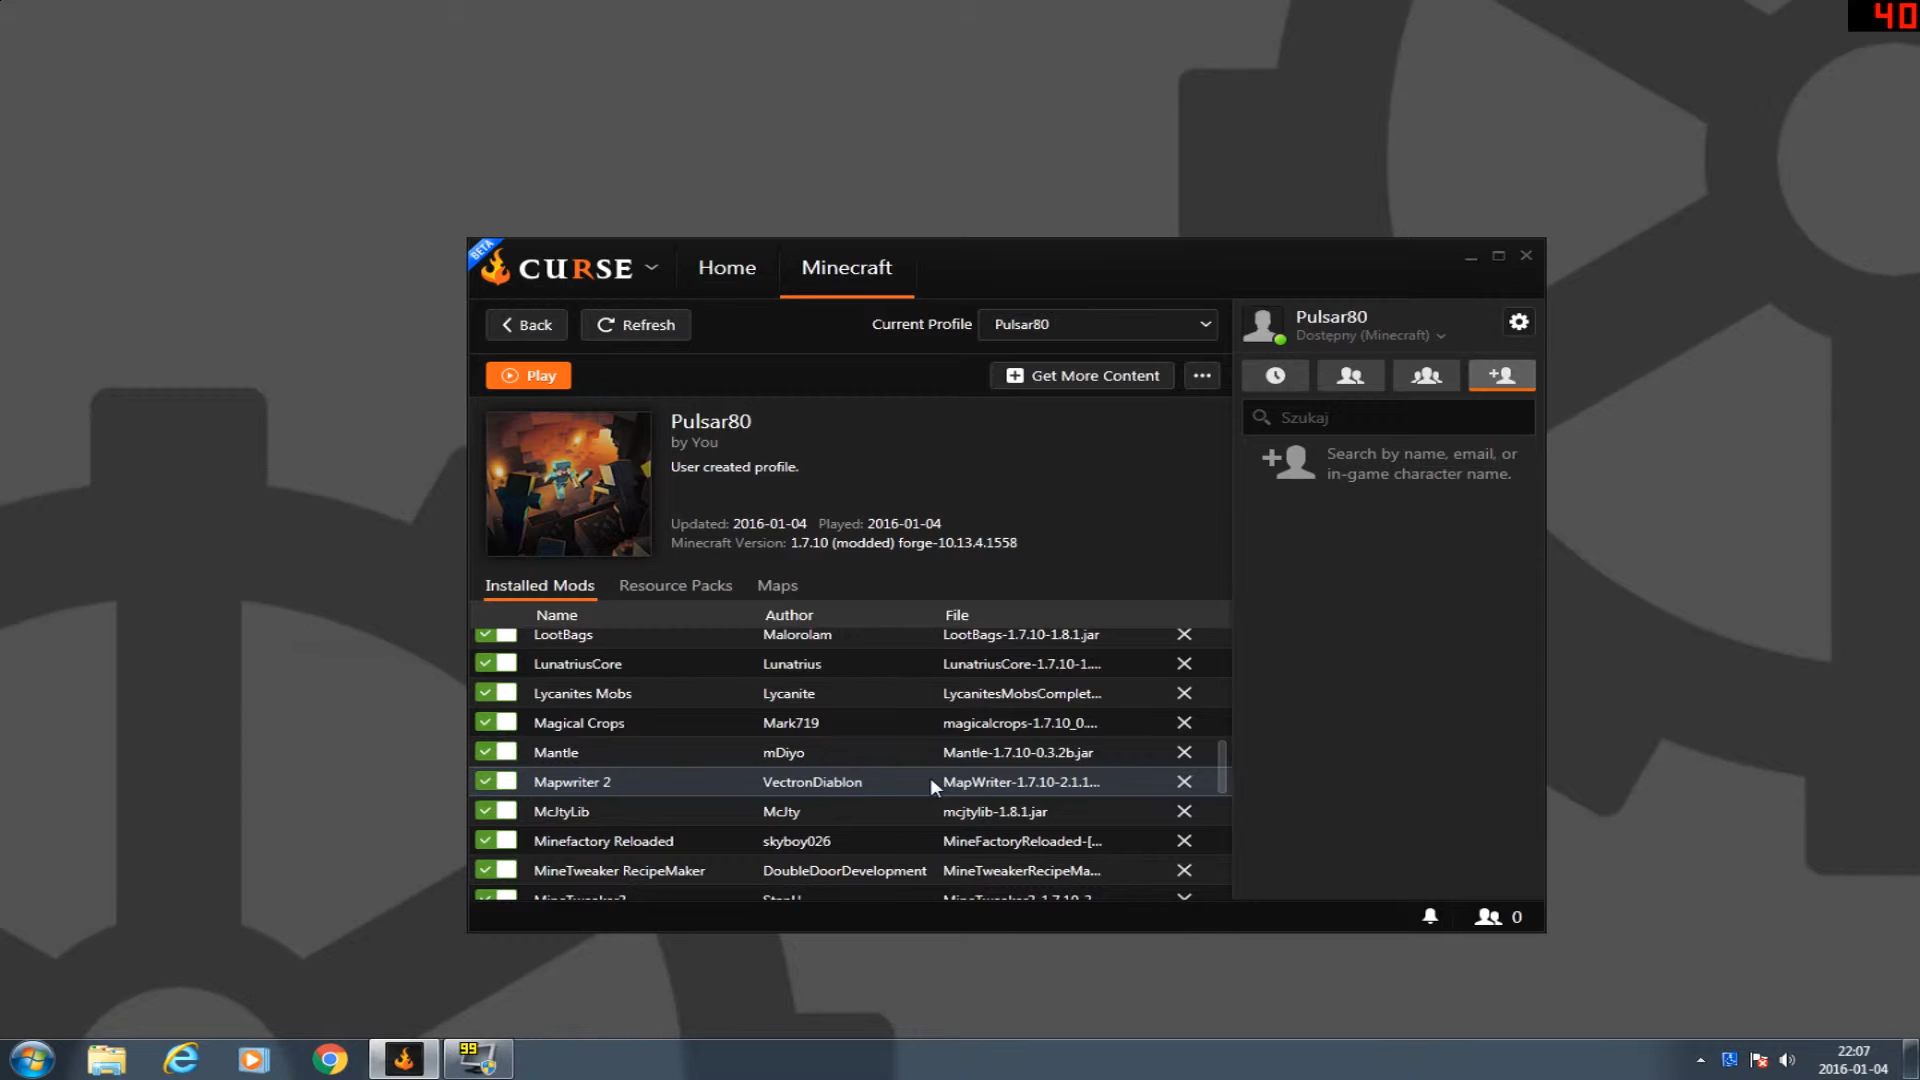 40
BETA
CURSE
Home
Minecraft
Back
Refresh
Current Profile
Pulsar80
Play
Get More Content
Pulsar80
by You
User created profile.
Updated: 2016-01-04 Played: 2016-01-04
Minecraft Version: 1.7.10 (modded) forge-10.13.4.1558
Installed Mods
Resource Packs
Maps
Name Author File
LootBags Malorolam LootBags-1.7.10-1.8.1.jar
LunatriusCore Lunatrius LunatriusCore-1.7.10-1....
Lycanites Mobs Lycanite LycanitesMobsComplet...
Magical Crops Mark719 magicalcrops-1.7.10_0....
Mantle mDiyo Mantle-1.7.10-0.3.2b.jar
Mapwriter 2 VectronDiablon MapWriter-1.7.10-2.1.1...
McJtyLib McJty mcjtylib-1.8.1.jar
Minefactory Reloaded skyboy026 MineFactoryReloaded-[...
MineTweaker RecipeMaker DoubleDoorDevelopment MineTweakerRecipeMa...
Pulsar80
Dostępny (Minecraft)
Szukaj
Search by name, email, or
in-game character name.
0
99
22:07
2016-01-04